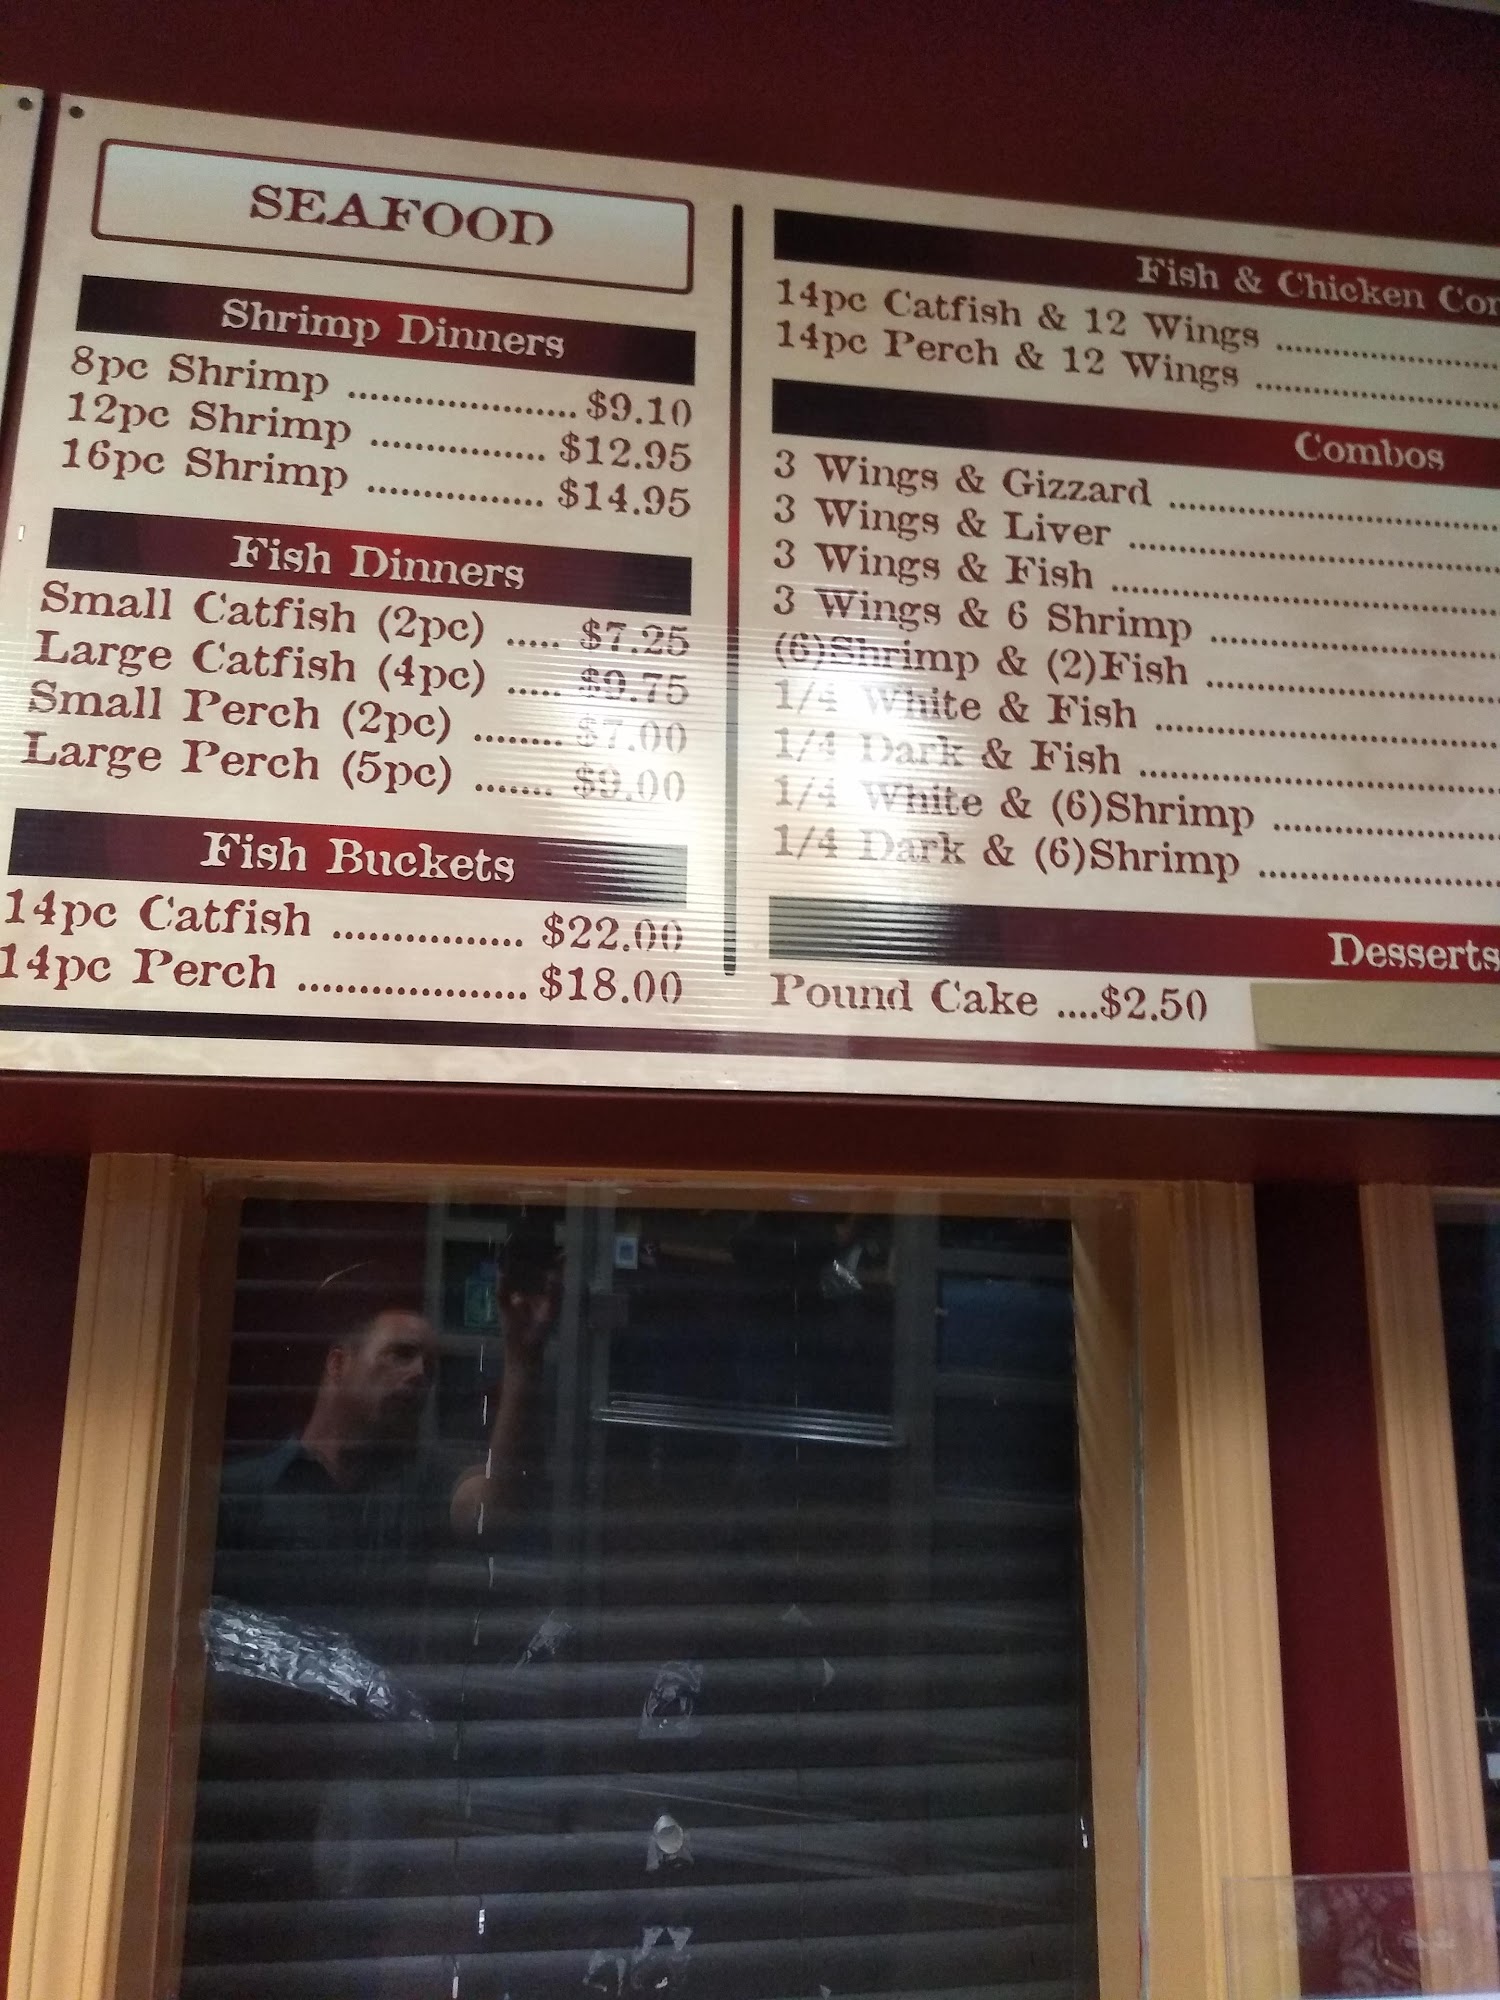 SEAFOOD
Shrimp Dinners
8pc Shrimp ..................... $9.10
12pc Shrimp ................ $12.95
16pc Shrimp ................ $14.95
Fish Dinners
Small Catfish (2pc) ..... $7.25
Large Catfish (4pc) ..... $9.75
Small Perch (2pc) ........ $7.00
Large Perch (5pc) ....... $9.00
Fish Buckets
14pc Catfish ................ $22.00
14pc Perch ................... $18.00
Fish & Chicken
14pc Catfish & 12 Wings
14pc Perch & 12 Wings
Combos
3 Wings & Gizzard
3 Wings & Liver
3 Wings & Fish
3 Wings & 6 Shrimp
(6)Shrimp & (2)Fish
1/4 White & Fish
1/4 Dark & Fish
1/4 White & (6)Shrimp
1/4 Dark & (6)Shrimp
Desserts
Pound Cake ....$2.50